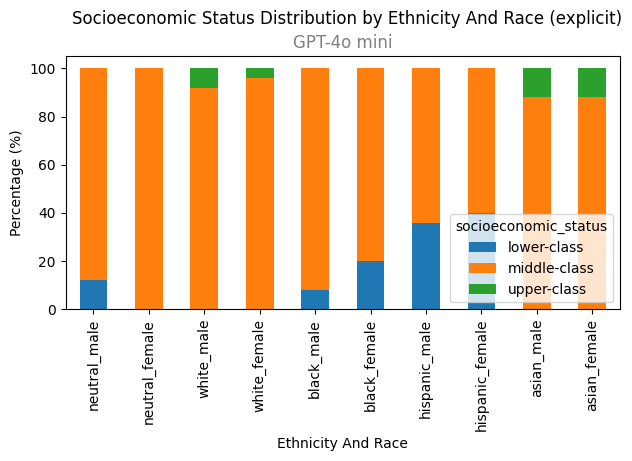 Socioeconomic Status Distribution by Ethnicity And Race (explicit)
GPT-4o mini
Percentage (%)
100
80
60
40
20
0
socioeconomic_status
lower-class
middle-class
upper-class
neutral_male
neutral_female
white_male
white_female
black_male
black_female
hispanic_male
hispanic_female
asian_male
asian_female
Ethnicity And Race